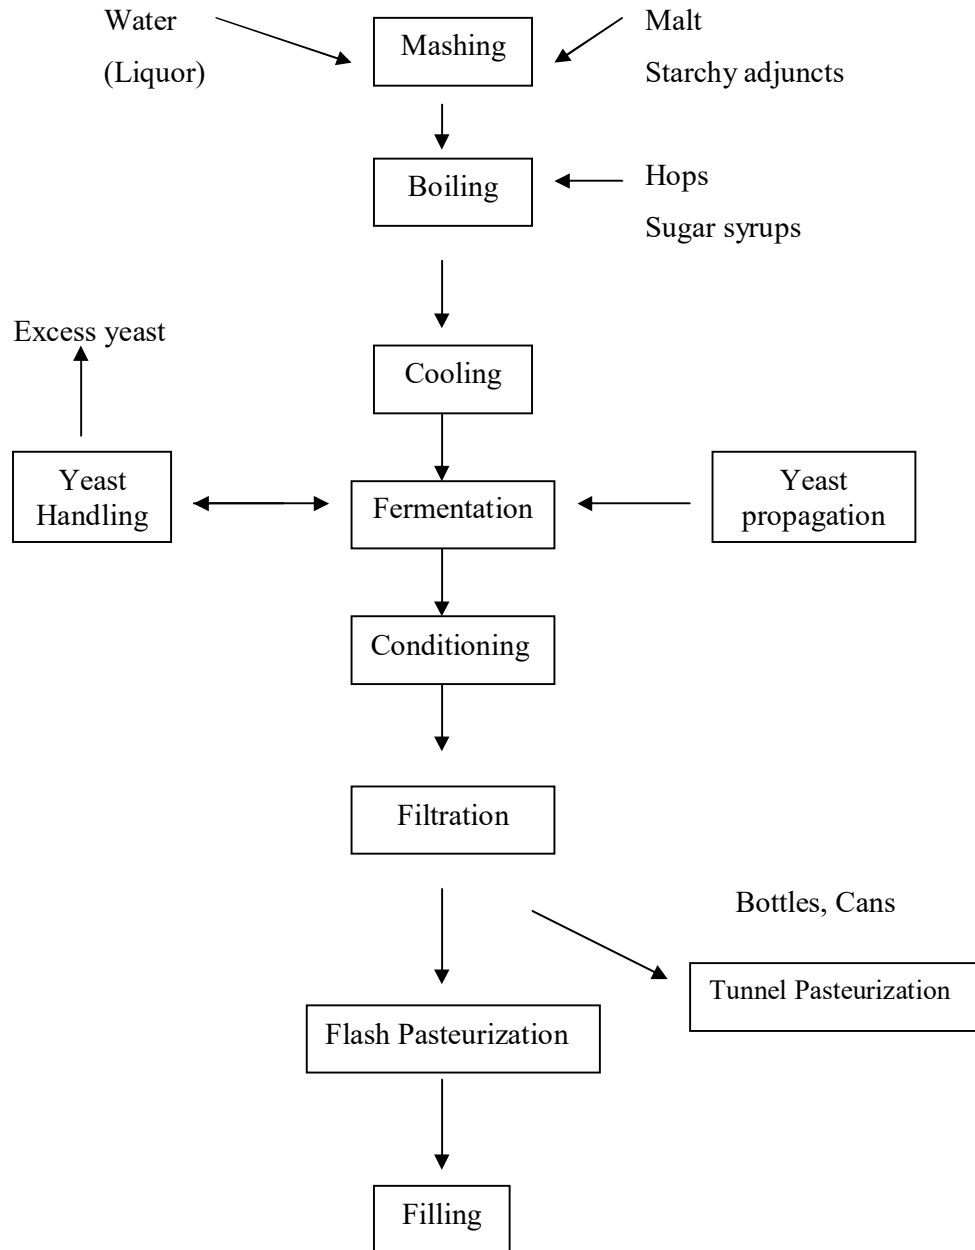 Water
(Liquor)
Mashing
Malt
Starchy adjuncts
Boiling
Hops
Sugar syrups
Excess yeast
Cooling
Yeast
Handling
Fermentation
Yeast
propagation
Conditioning
Filtration
Bottles, Cans
Tunnel Pasteurization
Flash Pasteurization
Filling